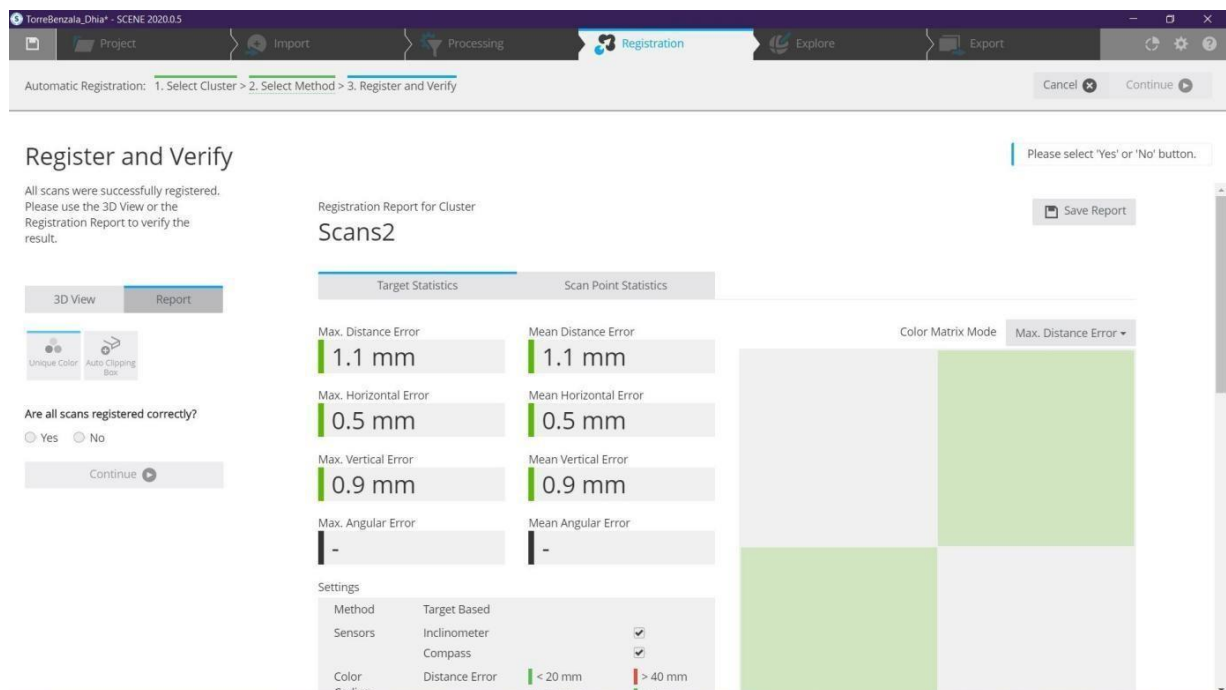 TorreBenzala_Dhia* - SCENE 2020.0.5
Project
Import
Processing
Registration
Explore
Export
Automatic Registration: 1. Select Cluster > 2. Select Method > 3. Register and Verify
Cancel
Continue
Register and Verify
Please select 'Yes' or 'No' button.
All scans were successfully registered.
Please use the 3D View or the
Registration Report to verify the
result.
3D View
Report
Unique Color
Auto Clipping
Box
Are all scans registered correctly?
Yes
No
Continue
Registration Report for Cluster
Scans2
Save Report
Target Statistics
Scan Point Statistics
Max. Distance Error
1.1 mm
Mean Distance Error
1.1 mm
Color Matrix Mode
Max. Distance Error
Max. Horizontal Error
0.5 mm
Mean Horizontal Error
0.5 mm
Max. Vertical Error
0.9 mm
Mean Vertical Error
0.9 mm
Max. Angular Error
-
Mean Angular Error
-
Settings
Method Target Based
Sensors Inclinometer
Compass
Color Distance Error < 20 mm > 40 mm